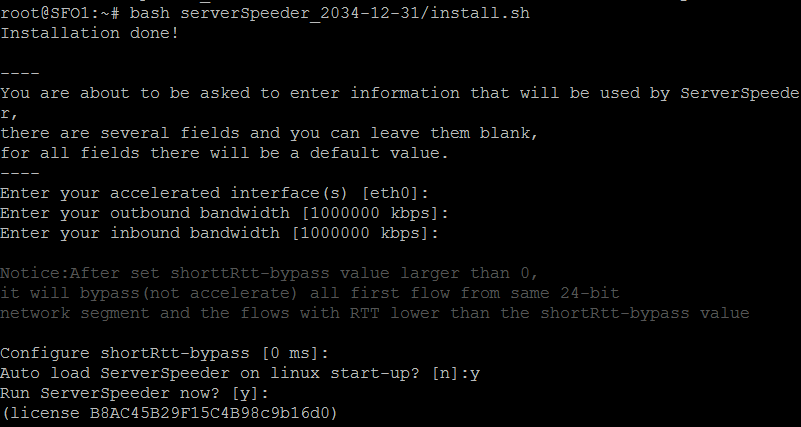 root@SFO1:~# bash serverSpeeder_2034-12-31/install.sh
Installation done!
----
You are about to be asked to enter information that will be used by ServerSpeede
r,
there are several fields and you can leave them blank,
for all fields there will be a default value.
----
Enter your accelerated interface(s) [eth0]:
Enter your outbound bandwidth [1000000 kbps]:
Enter your inbound bandwidth [1000000 kbps]:
Notice:After set shorttRtt-bypass value larger than 0,
it will bypass(not accelerate) all first flow from same 24-bit
network segment and the flows with RTT lower than the shortRtt-bypass value
Configure shortRtt-bypass [0 ms]:
Auto load ServerSpeeder on linux start-up? [n]:y
Run ServerSpeeder now? [y]:
(license B8AC45B29F15C4B98c9b16d0)